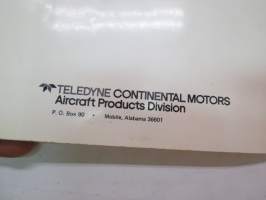 TELEDYNE CONTINENTAL MOTORS
Aircraft Products Division
P. O. Box 90 • Mobile, Alabama 36601